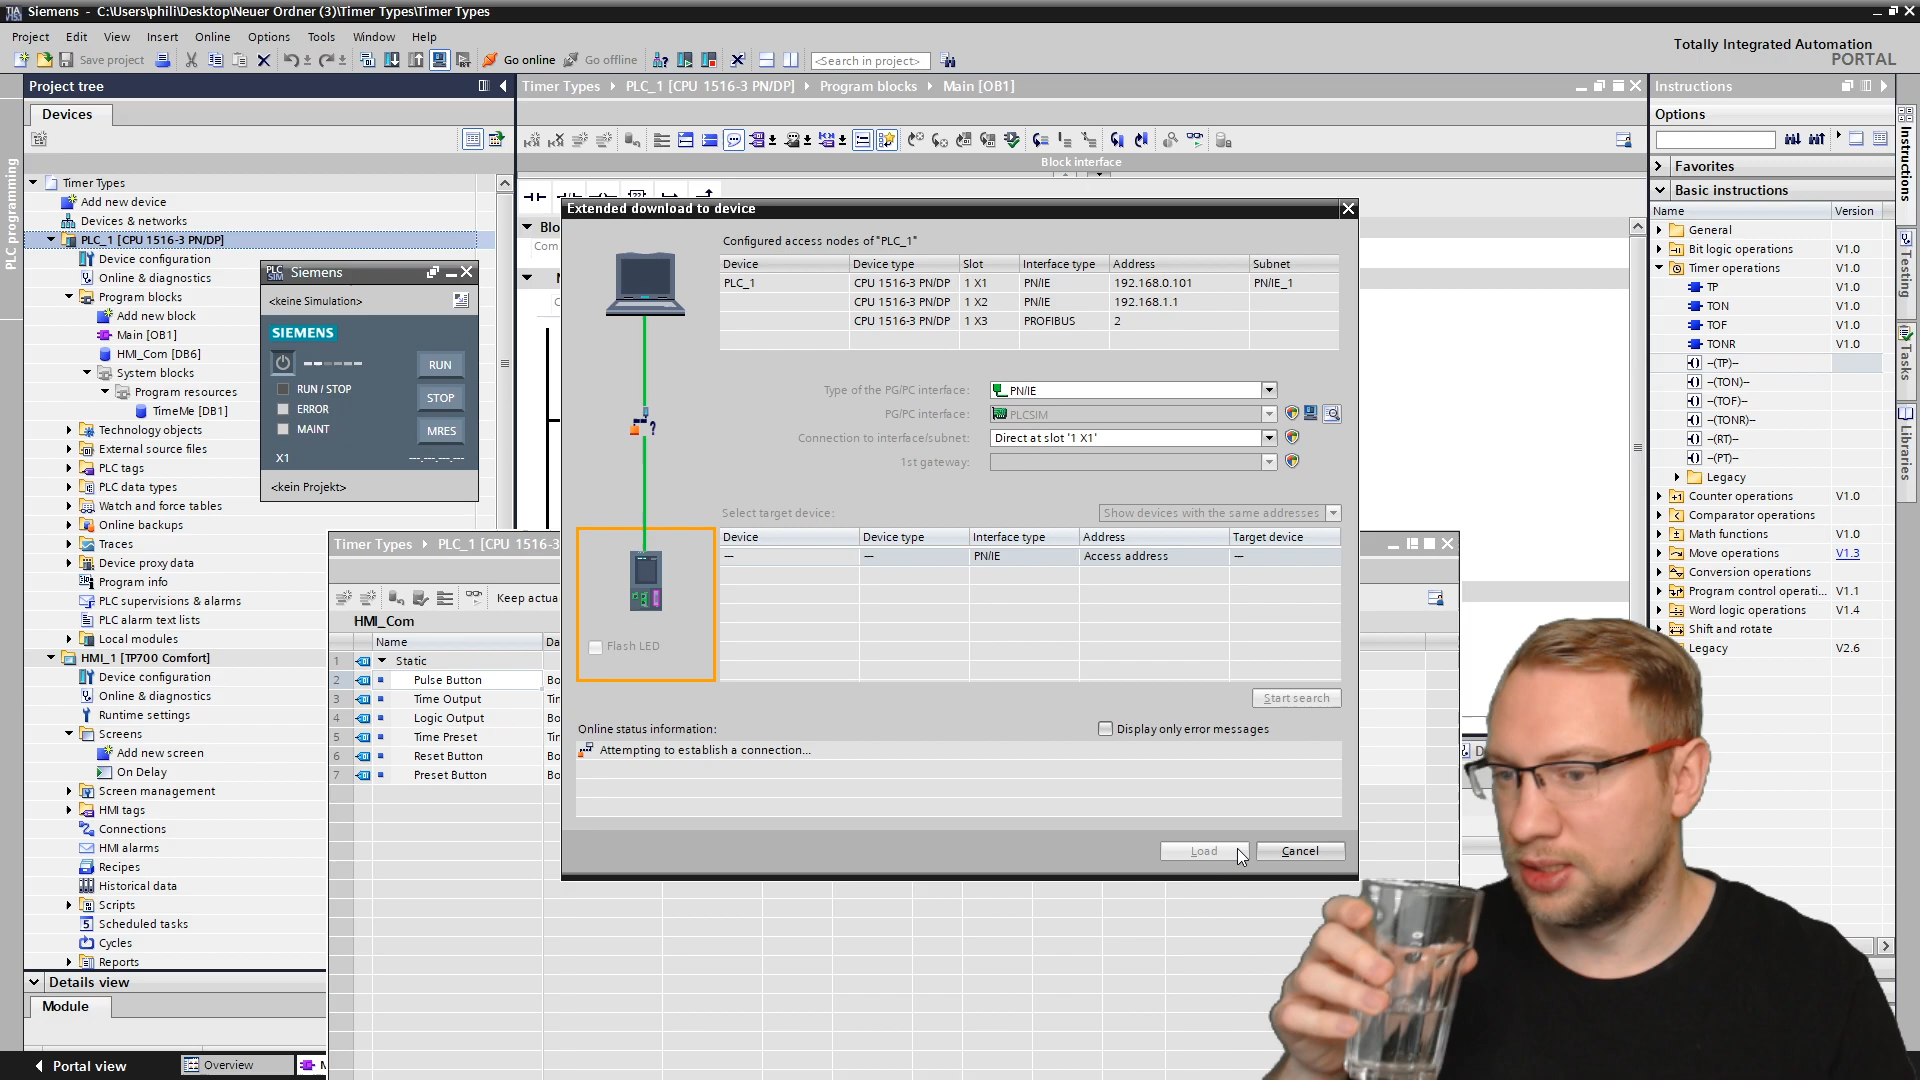 Siemens - C:\Users\phili\Desktop\Neuer Ordner (3)\Timer Types\Timer Types
Project Edit View Insert Online Options Tools Window Help
Totally Integrated Automation
PORTAL
Save project Go online Go offline <Search in project>
Project tree
Devices
PLC programming
Timer Types
Add new device
Devices & networks
PLC_1 [CPU 1516-3 PN/DP]
Device configuration
Online & diagnostics
Program blocks
Add new block
Main [OB1]
HMI_Com [DB6]
System blocks
Program resources
TimeMe [DB1]
Technology objects
External source files
PLC tags
PLC data types
Watch and force tables
Online backups
Traces
Device proxy data
Program info
PLC supervisions & alarms
PLC alarm text lists
Local modules
HMI_1 [TP700 Comfort]
Device configuration
Online & diagnostics
Runtime settings
Screens
Add new screen
On Delay
Screen management
HMI tags
Connections
HMI alarms
Recipes
Historical data
Scripts
Scheduled tasks
Cycles
Reports
Details view
Module
Portal view
Overview
PLC SIM Siemens
<keine Simulation>
SIEMENS
RUN
RUN / STOP
STOP
ERROR
MAINT
MRES
X1 ---.---.---.---
<kein Projekt>
Timer Types PLC_1 [CPU 1516-3 PN/DP] Program blocks Main [OB1]
Block interface
Timer Types PLC_1 [CPU 1516-3
Keep actua
HMI_Com
Name Da
1 Static
2 Pulse Button Bo
3 Time Output Tin
4 Logic Output Bo
5 Time Preset Tin
6 Reset Button Bo
7 Preset Button Bo
Extended download to device
Configured access nodes of "PLC_1"
Device Device type Slot Interface type Address Subnet
PLC_1 CPU 1516-3 PN/DP 1 X1 PN/IE 192.168.0.101 PN/IE_1
CPU 1516-3 PN/DP 1 X2 PN/IE 192.168.1.1
CPU 1516-3 PN/DP 1 X3 PROFIBUS 2
Type of the PG/PC interface: PN/IE
PG/PC interface: PLCSIM
Connection to interface/subnet: Direct at slot '1 X1'
1st gateway:
Select target device: Show devices with the same addresses
Device Device type Interface type Address Target device
— — PN/IE Access address —
Flash LED
Start search
Online status information:
Display only error messages
Attempting to establish a connection...
Load Cancel
Instructions
Options
Favorites
Basic instructions
Name Version
General
Bit logic operations V1.0
Timer operations V1.0
TP V1.0
TON V1.0
TOF V1.0
TONR V1.0
-(TP)-
-(TON)-
-(TOF)-
-(TONR)-
-(RT)-
-(PT)-
Legacy
Counter operations V1.0
Comparator operations
Math functions V1.0
Move operations V1.3
Conversion operations
Program control operati... V1.1
Word logic operations V1.4
Shift and rotate
Legacy V2.6
Instructions
Testing
Tasks
Libraries